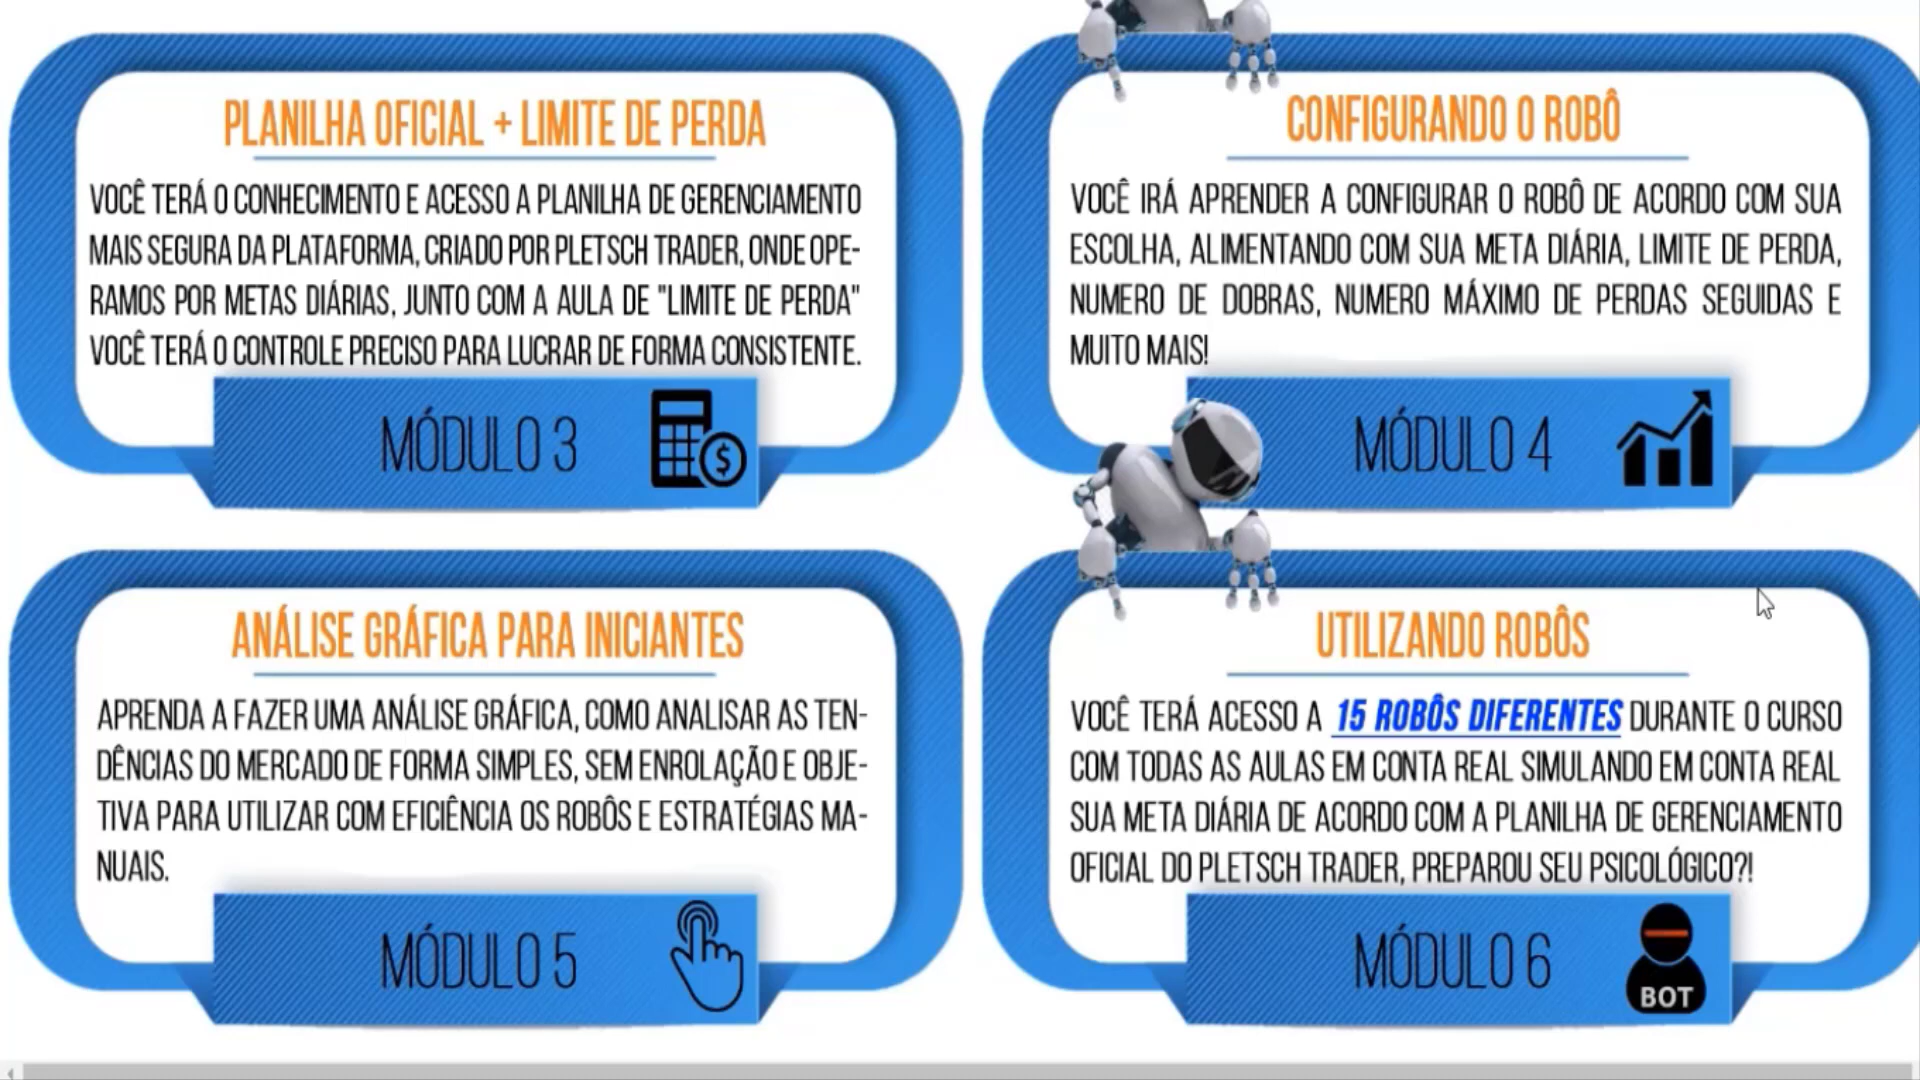 PLANILHA OFICIAL + LIMITE DE PERDA
VOCÊ TERÁ O CONHECIMENTO E ACESSO A PLANILHA DE GERENCIAMENTO
MAIS SEGURA DA PLATAFORMA, CRIADO POR PLETSCH TRADER, ONDE OPE-
RAMOS POR METAS DIÁRIAS, JUNTO COM A AULA DE "LIMITE DE PERDA"
VOCÊ TERÁ O CONTROLE PRECISO PARA LUCRAR DE FORMA CONSISTENTE.
MÓDULO 3
$
CONFIGURANDO O ROBÔ
VOCÊ IRÁ APRENDER A CONFIGURAR O ROBÔ DE ACORDO COM SUA
ESCOLHA, ALIMENTANDO COM SUA META DIÁRIA, LIMITE DE PERDA,
NUMERO DE DOBRAS, NUMERO MÁXIMO DE PERDAS SEGUIDAS E
MUITO MAIS!
MÓDULO 4
ANÁLISE GRÁFICA PARA INICIANTES
APRENDA A FAZER UMA ANÁLISE GRÁFICA, COMO ANALISAR AS TEN-
DÊNCIAS DO MERCADO DE FORMA SIMPLES, SEM ENROLAÇÃO E OBJE-
TIVA PARA UTILIZAR COM EFICIÊNCIA OS ROBÔS E ESTRATÉGIAS MA-
NUAIS.
MÓDULO 5
UTILIZANDO ROBÔS
VOCÊ TERÁ ACESSO A 15 ROBÔS DIFERENTES DURANTE O CURSO
COM TODAS AS AULAS EM CONTA REAL SIMULANDO EM CONTA REAL
SUA META DIÁRIA DE ACORDO COM A PLANILHA DE GERENCIAMENTO
OFICIAL DO PLETSCH TRADER, PREPAROU SEU PSICOLÓGICO?!
MÓDULO 6
BOT